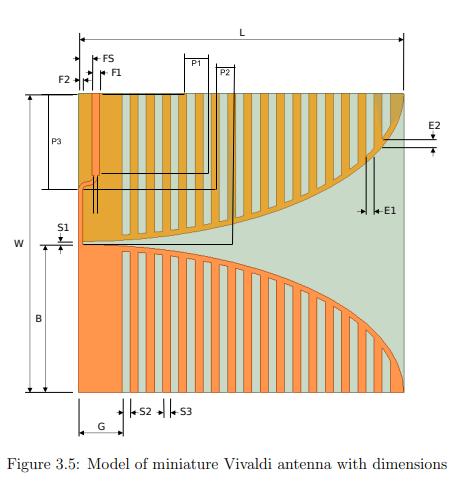 L
FS
P1
F1
P2
F2
E2
P3
E1
S1
W
B
S2
S3
G
Figure 3.5: Model of miniature Vivaldi antenna with dimensions